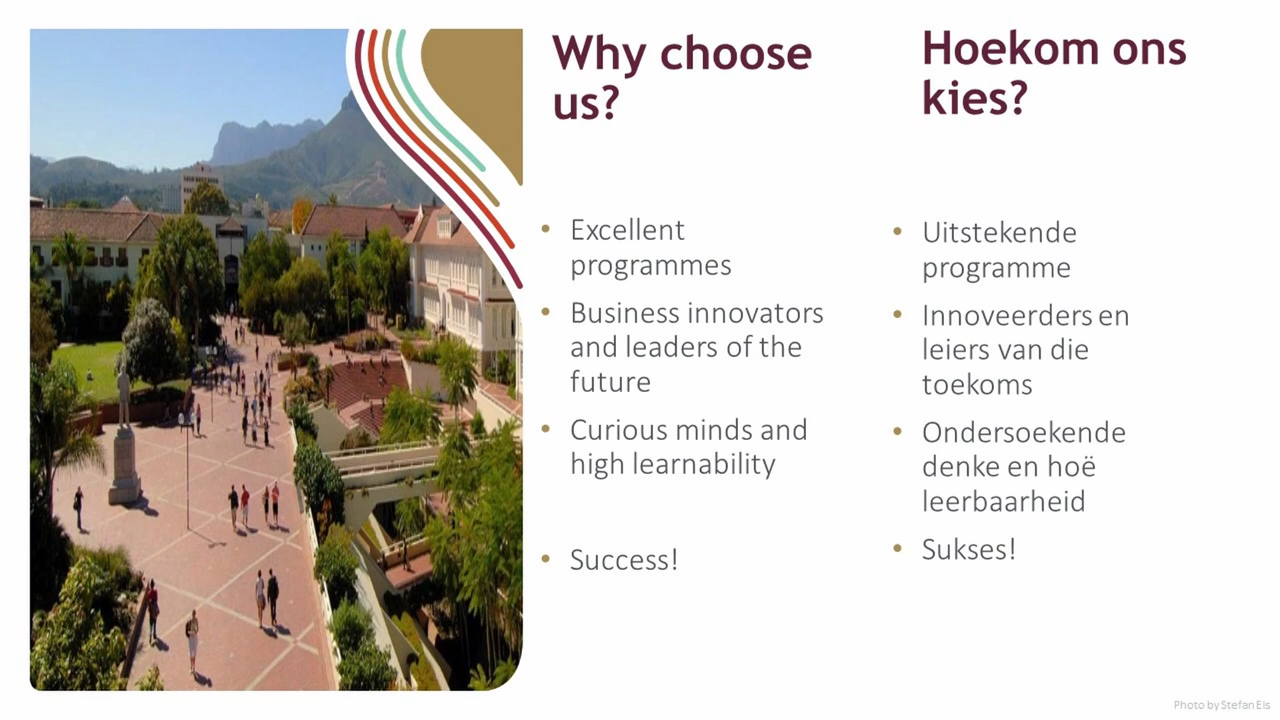 Why choose
us?
Excellent
programmes
Business innovators
and leaders of the
future
Curious minds and
high learnability
Success!
Hoekom ons
kies?
Uitstekende
programme
Innoveerders en
leiers van die
toekoms
Ondersoekende
denke en hoë
leerbaarheid
Sukses!
Photo by Stefan Els